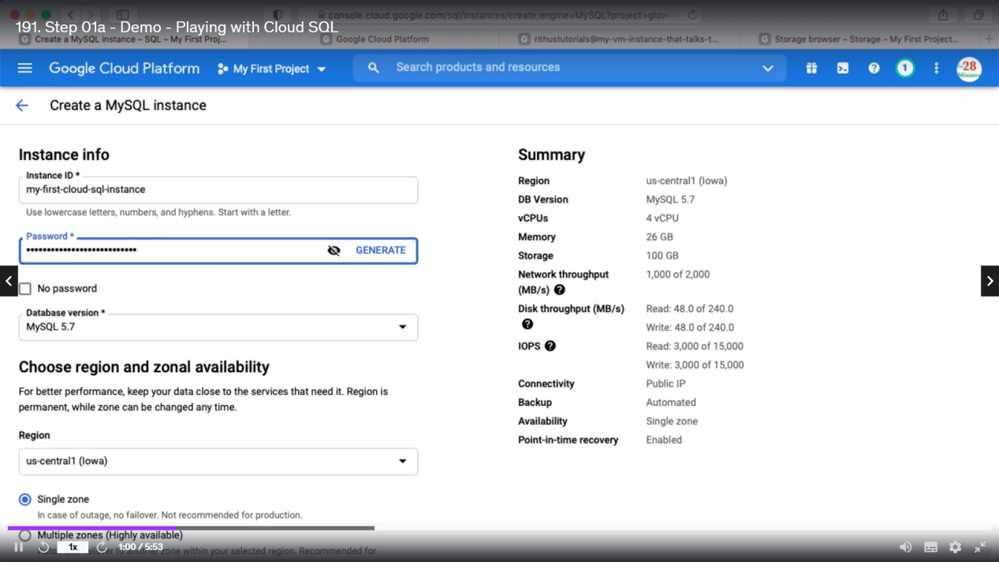 console.cloud.google.com/sql/instances/create;engine=MySQL?project=glow
191. Step 01a - Demo - Playing with Cloud SQL
Create a MySQL instance – SQL – My First Proj...
Google Cloud Platform
rithustutorials@my-vm-instance-that-talks-t...
Storage browser – Storage – My First Project...
Google Cloud Platform
My First Project
Search products and resources
1
28
Minutes
Create a MySQL instance
Instance info
Instance ID *
my-first-cloud-sql-instance
Use lowercase letters, numbers, and hyphens. Start with a letter.
Password *
GENERATE
No password
Database version *
MySQL 5.7
Choose region and zonal availability
For better performance, keep your data close to the services that need it. Region is
permanent, while zone can be changed any time.
Region
us-central1 (Iowa)
Single zone
In case of outage, no failover. Not recommended for production.
Multiple zones (Highly available)
Automatic failover to another zone within your selected region. Recommended for
Summary
Region us-central1 (Iowa)
DB Version MySQL 5.7
vCPUs 4 vCPU
Memory 26 GB
Storage 100 GB
Network throughput 1,000 of 2,000
(MB/s)
Disk throughput (MB/s) Read: 48.0 of 240.0
Write: 48.0 of 240.0
IOPS Read: 3,000 of 15,000
Write: 3,000 of 15,000
Connectivity Public IP
Backup Automated
Availability Single zone
Point-in-time recovery Enabled
1x
1:00 / 5:53